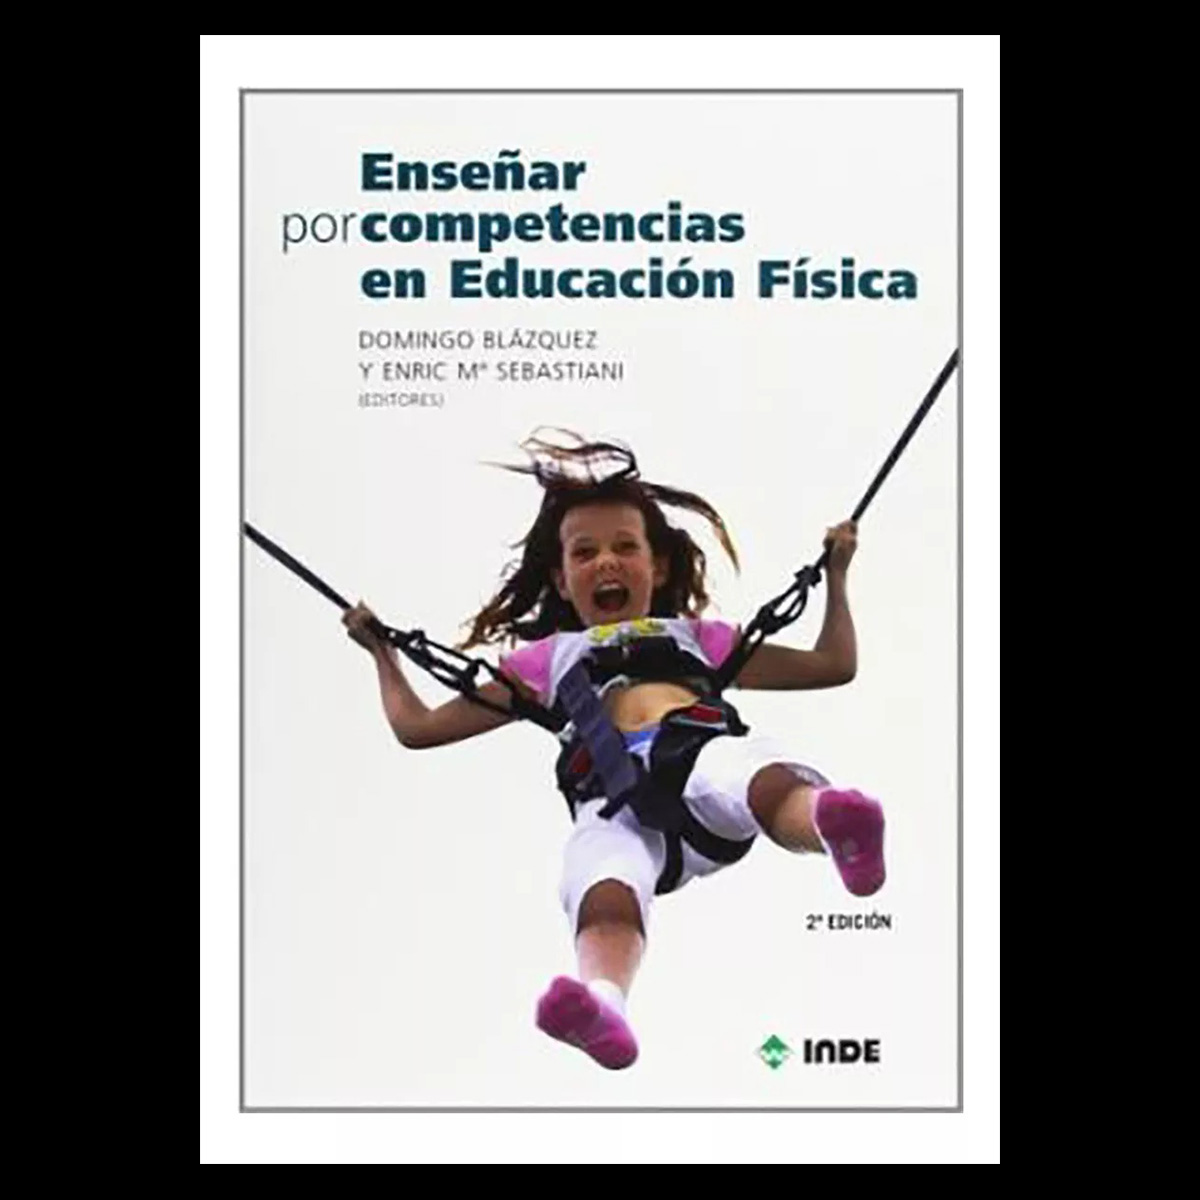 Enseñar
por competencias
en Educación Física
DOMINGO BLÁZQUEZ
Y ENRIC Mª SEBASTIANI
(EDITORES)
2ª EDICIÓN
INDE